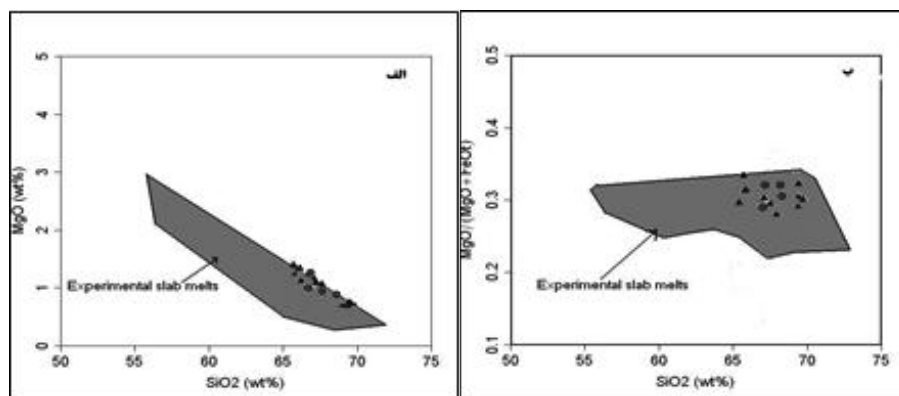 الف
5
4
3
2
1
0
MgO (wt%)
Experimental slab melts
50 55 60 65 70 75
SiO2 (wt%)
ب
0.5
0.4
0.3
0.2
0.1
MgO/(MgO + FeOt)
Experimental slab melts
50 55 60 65 70 75
SiO2 (wt%)